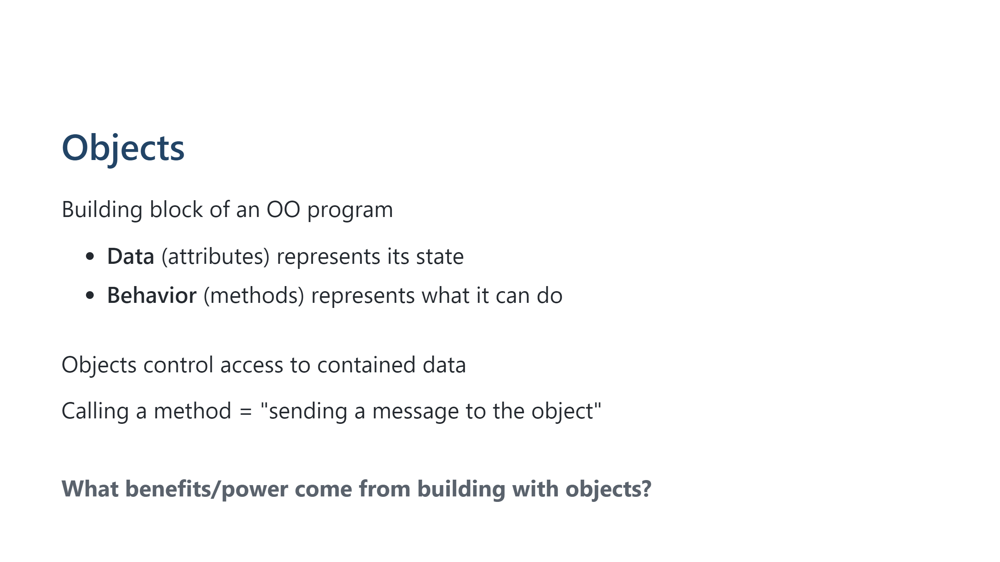 Objects
Building block of an OO program
• Data (attributes) represents its state
• Behavior (methods) represents what it can do
Objects control access to contained data
Calling a method = "sending a message to the object"
What benefits/power come from building with objects?